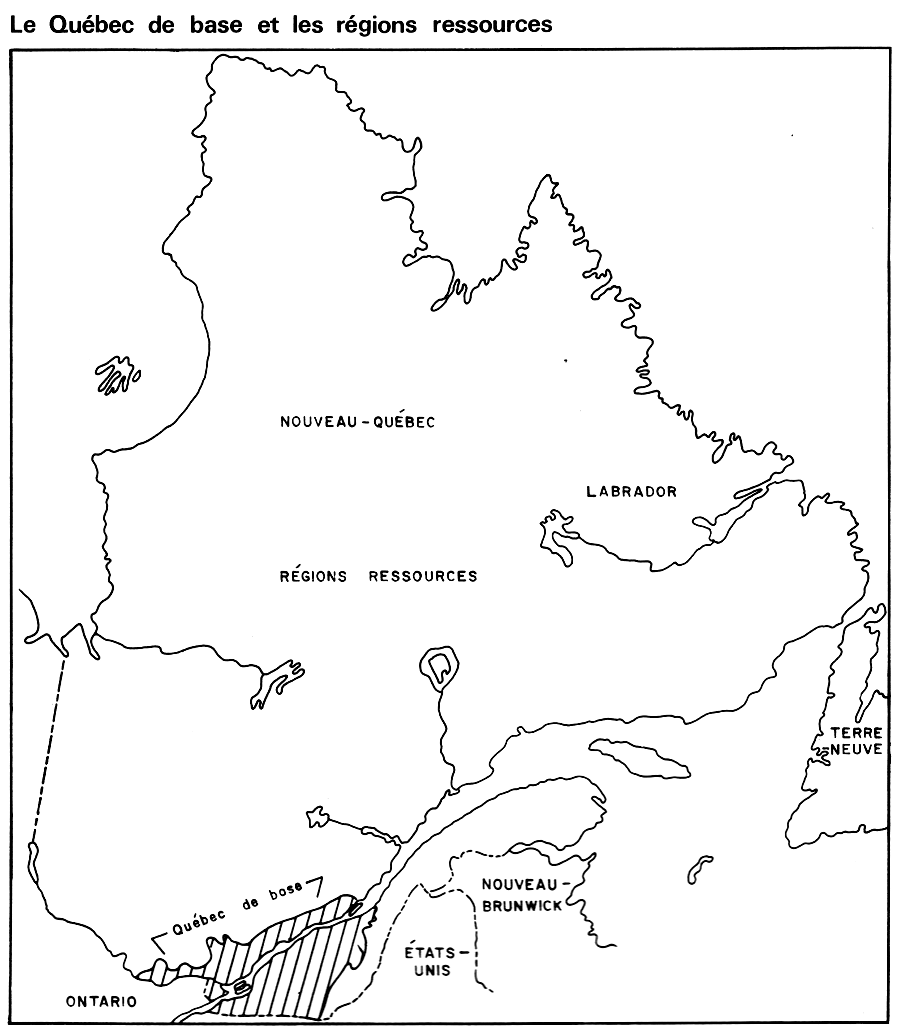 Le Québec de base et les régions ressources
NOUVEAU-QUÉBEC
LABRADOR
RÉGIONS RESSOURCES
TERRE
NEUVE
NOUVEAU-
BRUNSWICK
Québec de base
ÉTATS-
UNIS
ONTARIO